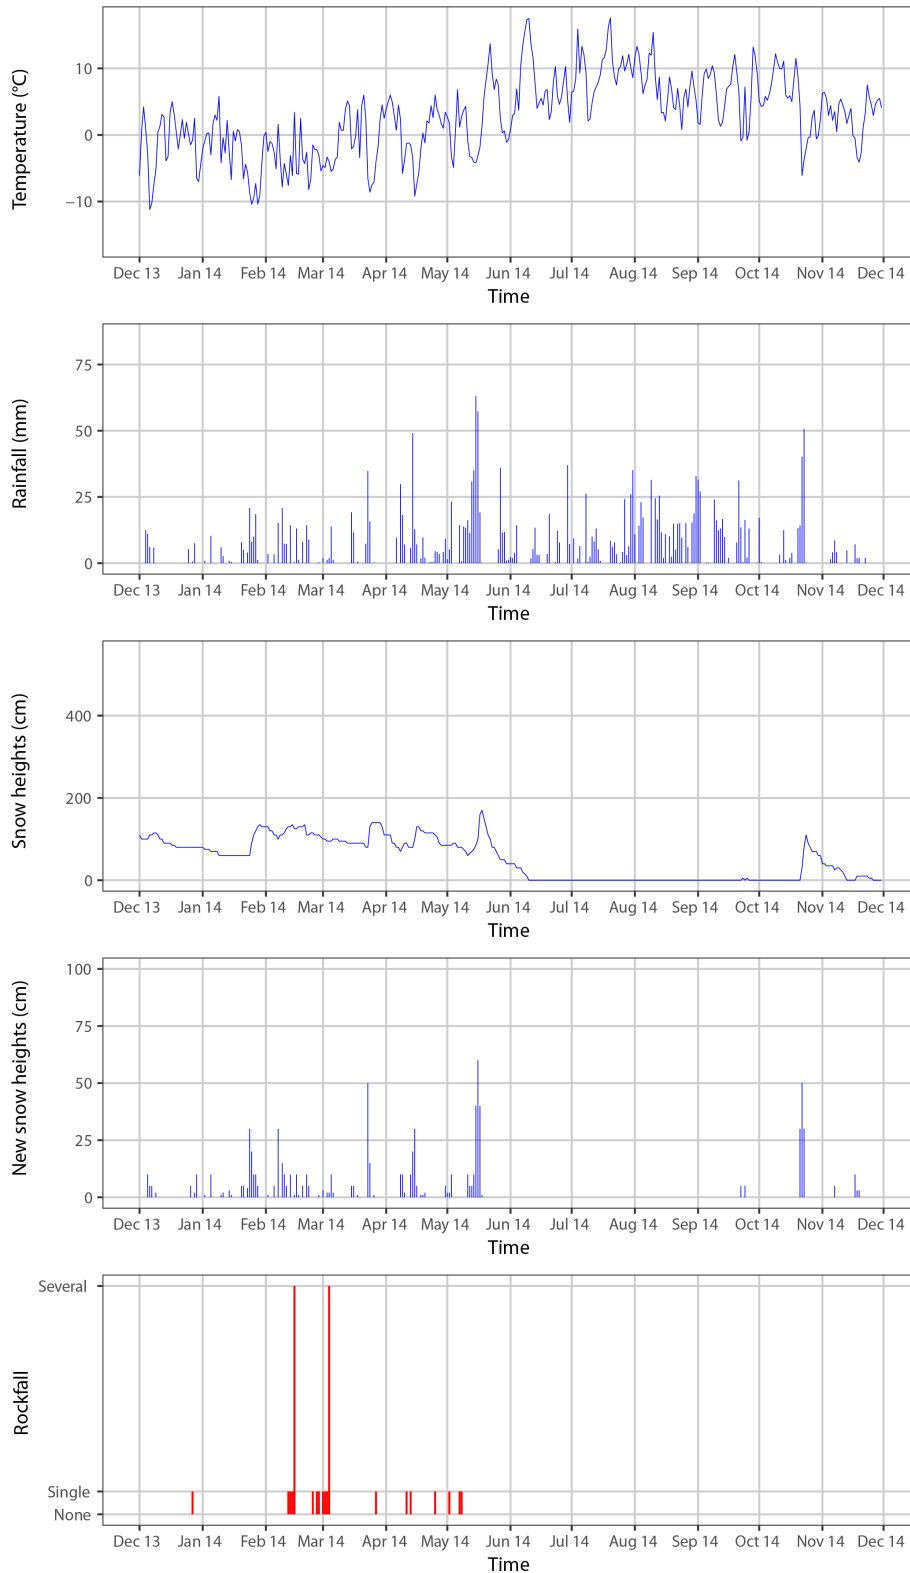 Temperature (°C)
10
0
−10
Dec 13 Jan 14 Feb 14 Mar 14 Apr 14 May 14 Jun 14 Jul 14 Aug 14 Sep 14 Oct 14 Nov 14 Dec 14
Time
Rainfall (mm)
75
50
25
0
Dec 13 Jan 14 Feb 14 Mar 14 Apr 14 May 14 Jun 14 Jul 14 Aug 14 Sep 14 Oct 14 Nov 14 Dec 14
Time
Snow heights (cm)
400
200
0
Dec 13 Jan 14 Feb 14 Mar 14 Apr 14 May 14 Jun 14 Jul 14 Aug 14 Sep 14 Oct 14 Nov 14 Dec 14
Time
New snow heights (cm)
100
75
50
25
0
Dec 13 Jan 14 Feb 14 Mar 14 Apr 14 May 14 Jun 14 Jul 14 Aug 14 Sep 14 Oct 14 Nov 14 Dec 14
Time
Rockfall
Several
Single
None
Dec 13 Jan 14 Feb 14 Mar 14 Apr 14 May 14 Jun 14 Jul 14 Aug 14 Sep 14 Oct 14 Nov 14 Dec 14
Time